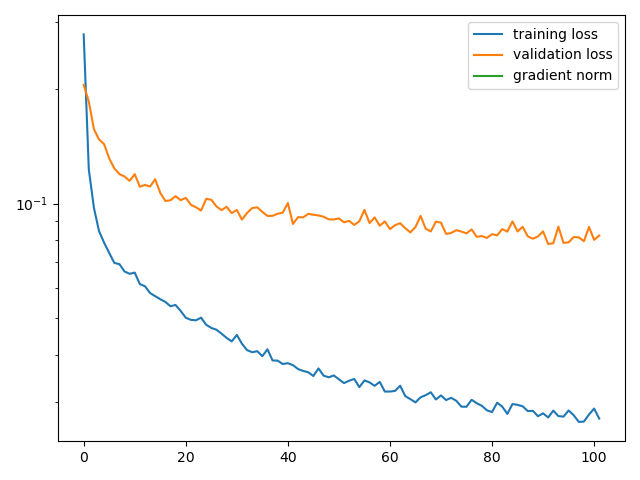 training loss
validation loss
gradient norm
10⁻¹
0 20 40 60 80 100